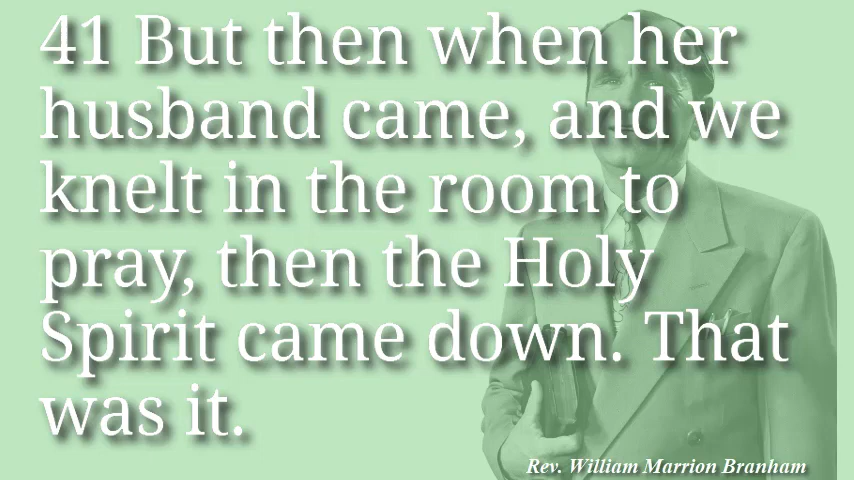 41 But then when her
husband came, and we
knelt in the room to
pray, then the Holy
Spirit came down. That
was it.
Rev. William Marrion Branham